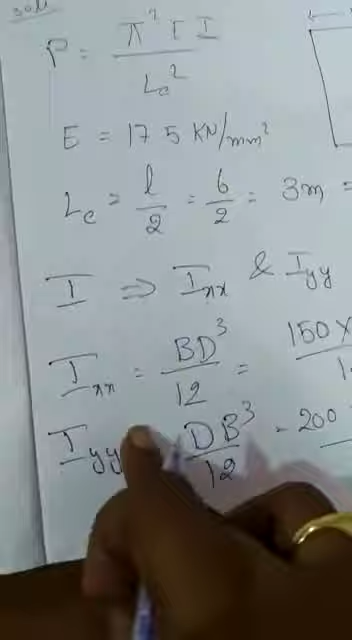 Soln
P = π² E I / Le²
E = 17.5 KN/mm²
Le = l/2 = 6/2 = 3m =
I ⇒ Ixx & Iyy
Ixx = BD³/12 = 150 X
Iyy = DB³/12 = 200